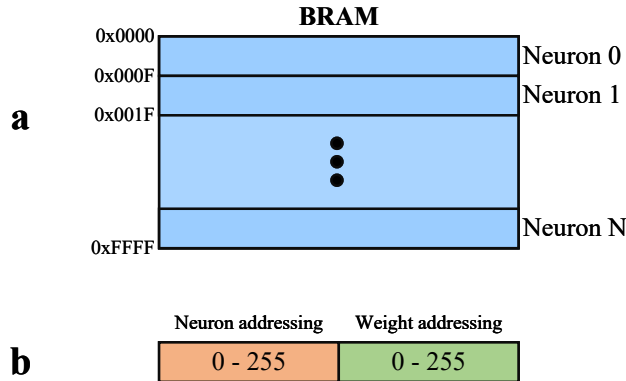 BRAM
0x0000
Neuron 0
0x000F
Neuron 1
0x001F
a
Neuron N
0xFFFF
Neuron addressing Weight addressing
b
0 - 255 0 - 255